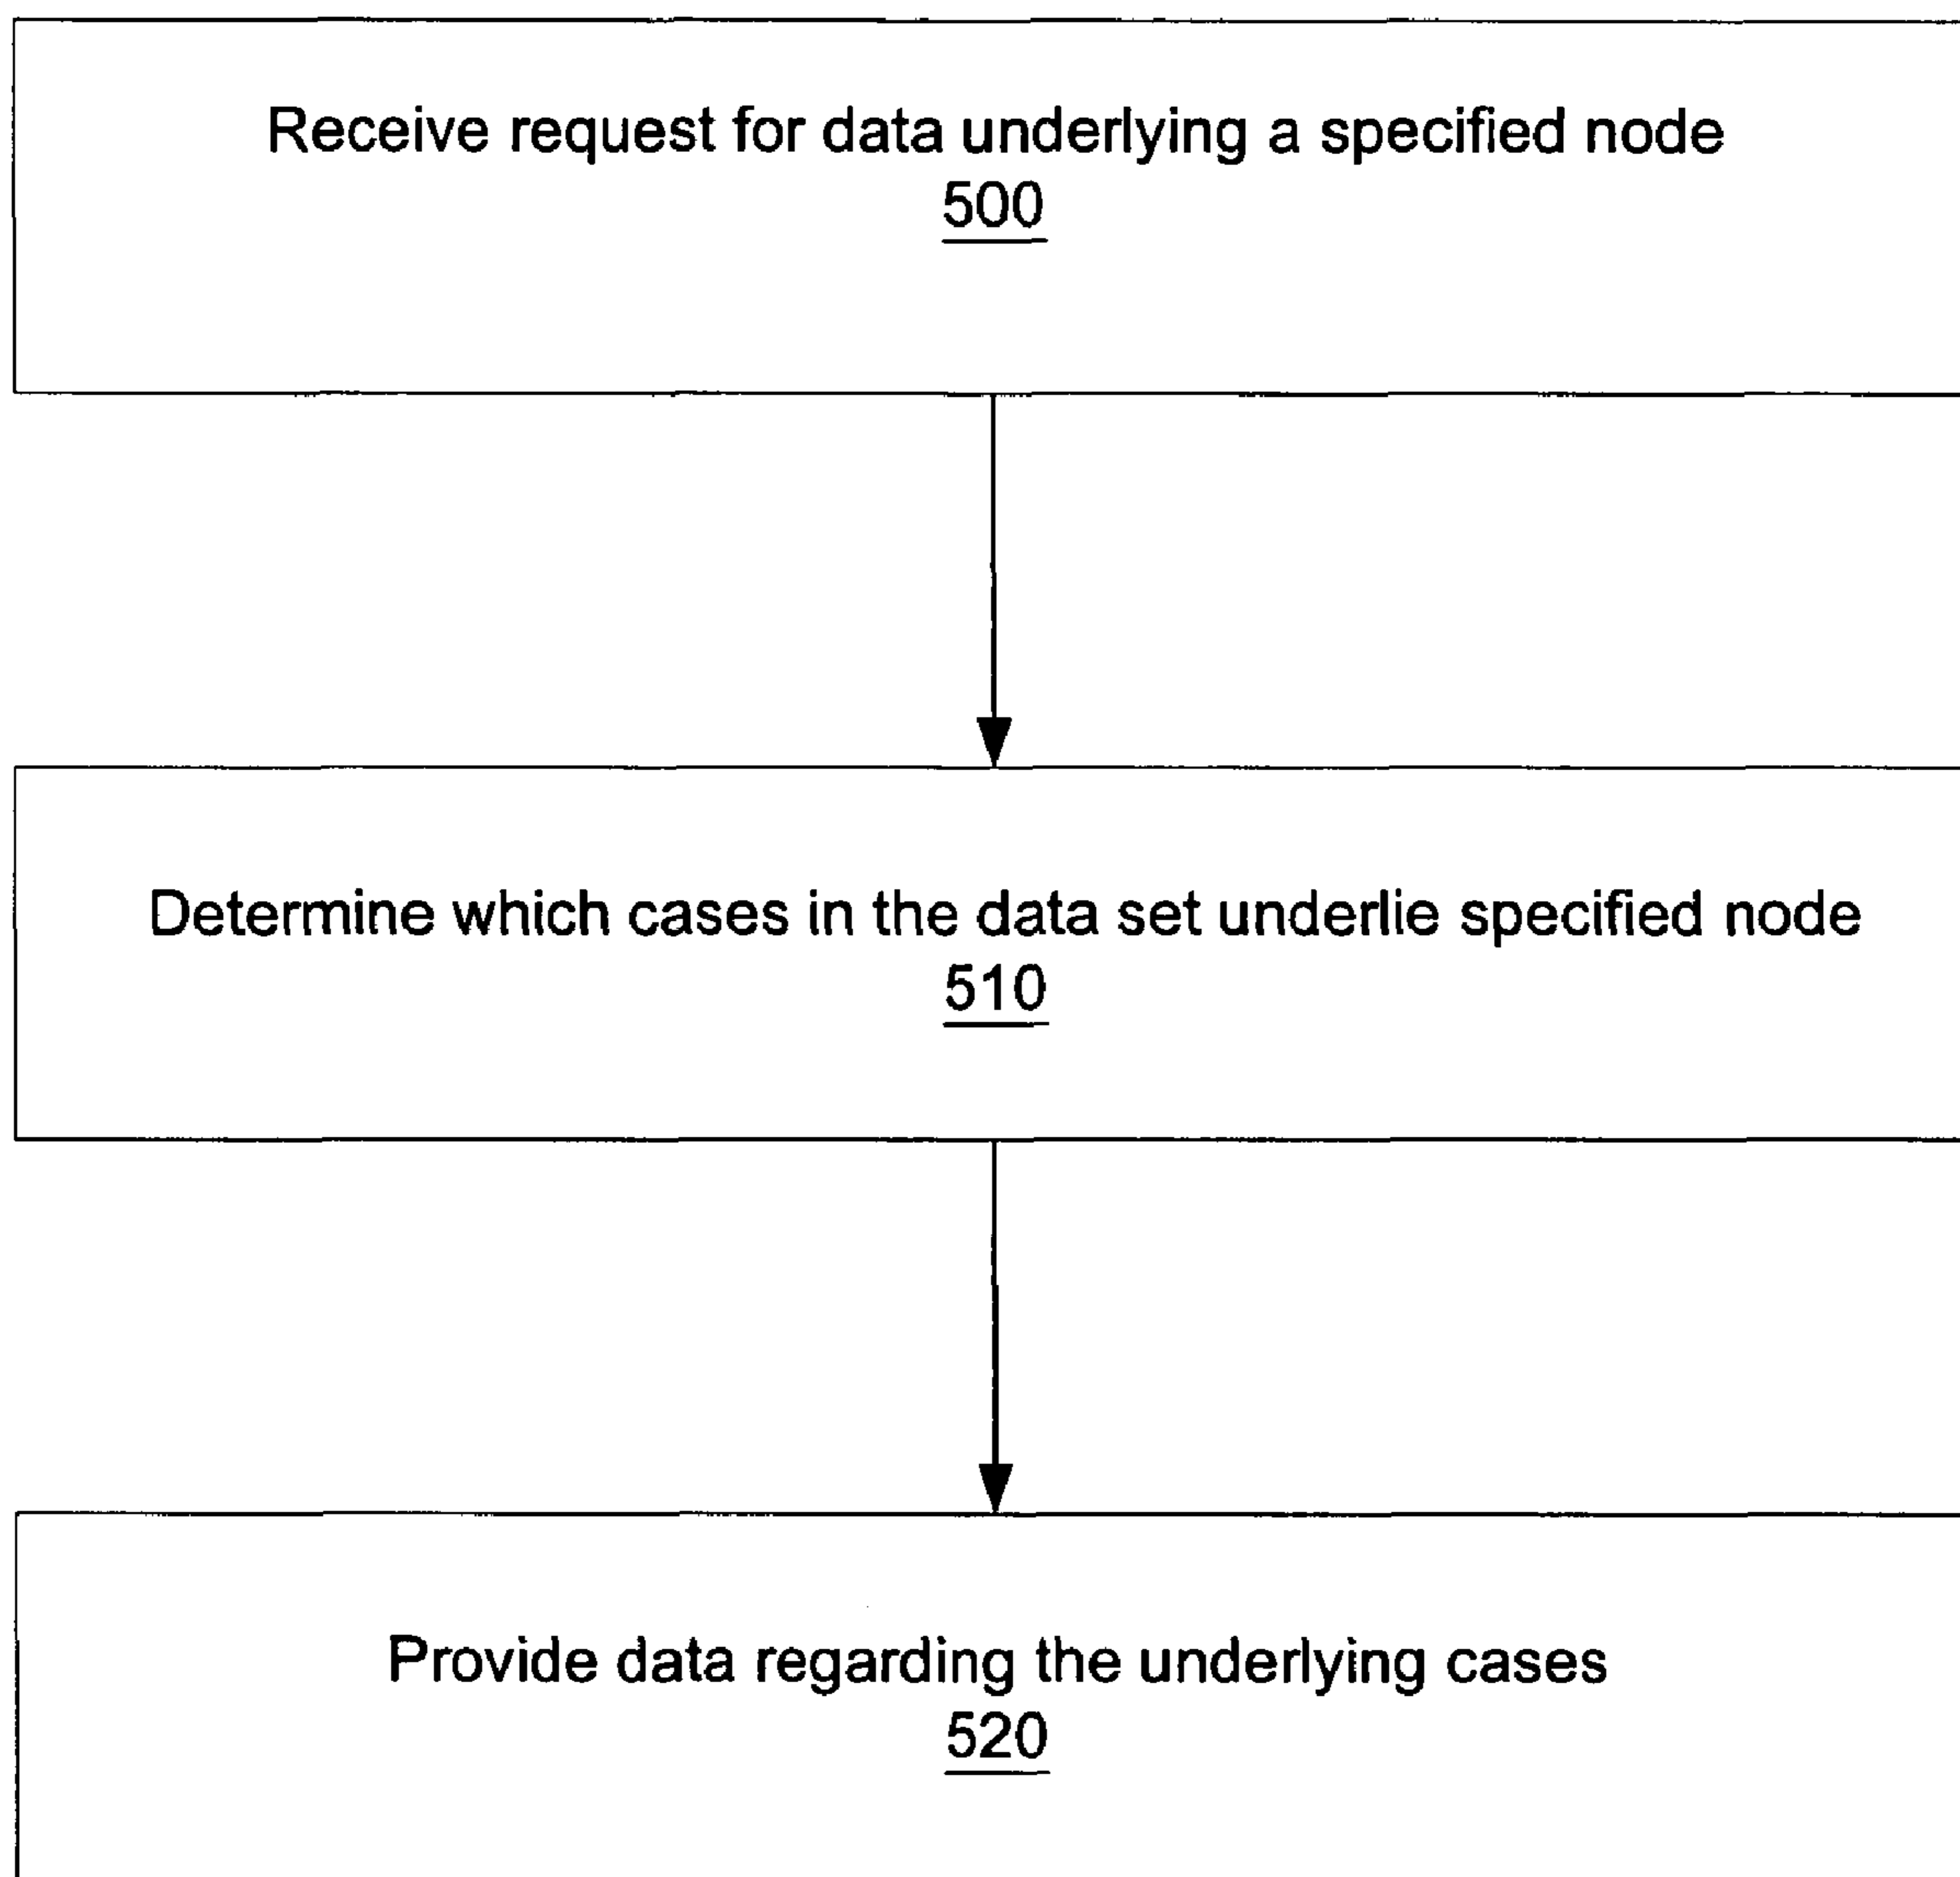 Receive request for data underlying a specified node
500
Determine which cases in the data set underlie specified node
510
Provide data regarding the underlying cases
520